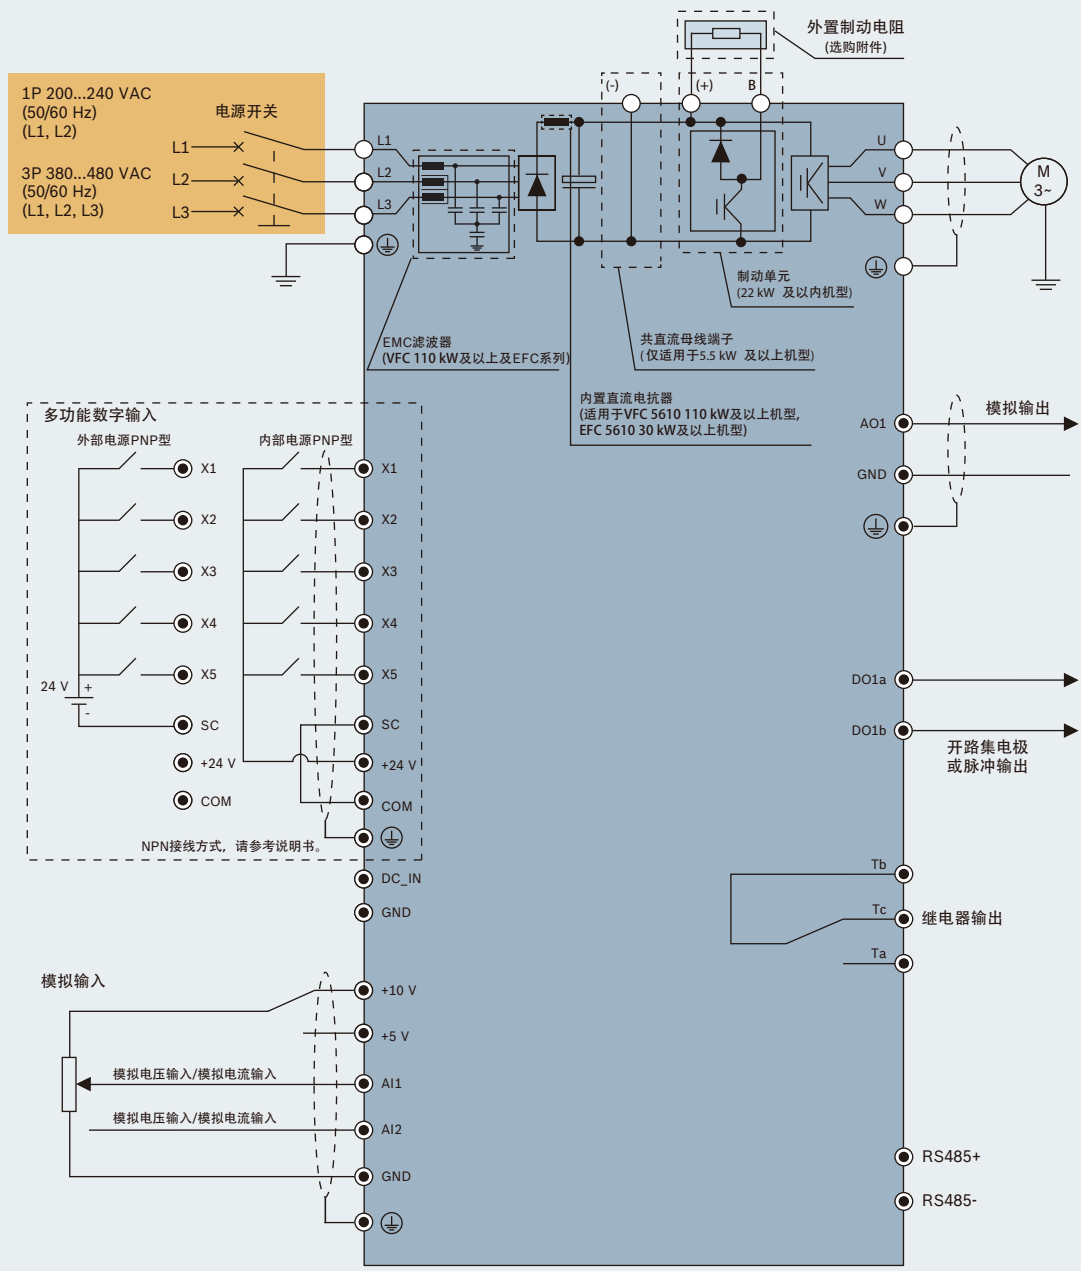 外置制动电阻
(选购附件)
1P 200...240 VAC
(50/60 Hz)
(L1, L2)
3P 380...480 VAC
(50/60 Hz)
(L1, L2, L3)
电源开关
L1
L2
L3
L1
L2
L3
(-)
(+)
B
U
V
W
M
3~
制动单元
(22 kW 及以内机型)
共直流母线端子
(仅适用于5.5 kW 及以上机型)
EMC滤波器
(VFC 110 kW及以上及EFC系列)
内置直流电抗器
(适用于VFC 5610 110 kW及以上机型,
EFC 5610 30 kW及以上机型)
多功能数字输入
外部电源PNP型
内部电源PNP型
X1
X2
X3
X4
X5
24 V
+
-
SC
+24 V
COM
X1
X2
X3
X4
X5
SC
+24 V
COM
NPN接线方式，请参考说明书。
DC_IN
GND
模拟输入
+10 V
+5 V
模拟电压输入/模拟电流输入
AI1
模拟电压输入/模拟电流输入
AI2
GND
AO1
模拟输出
GND
DO1a
DO1b
开路集电极
或脉冲输出
Tb
Tc
继电器输出
Ta
RS485+
RS485-